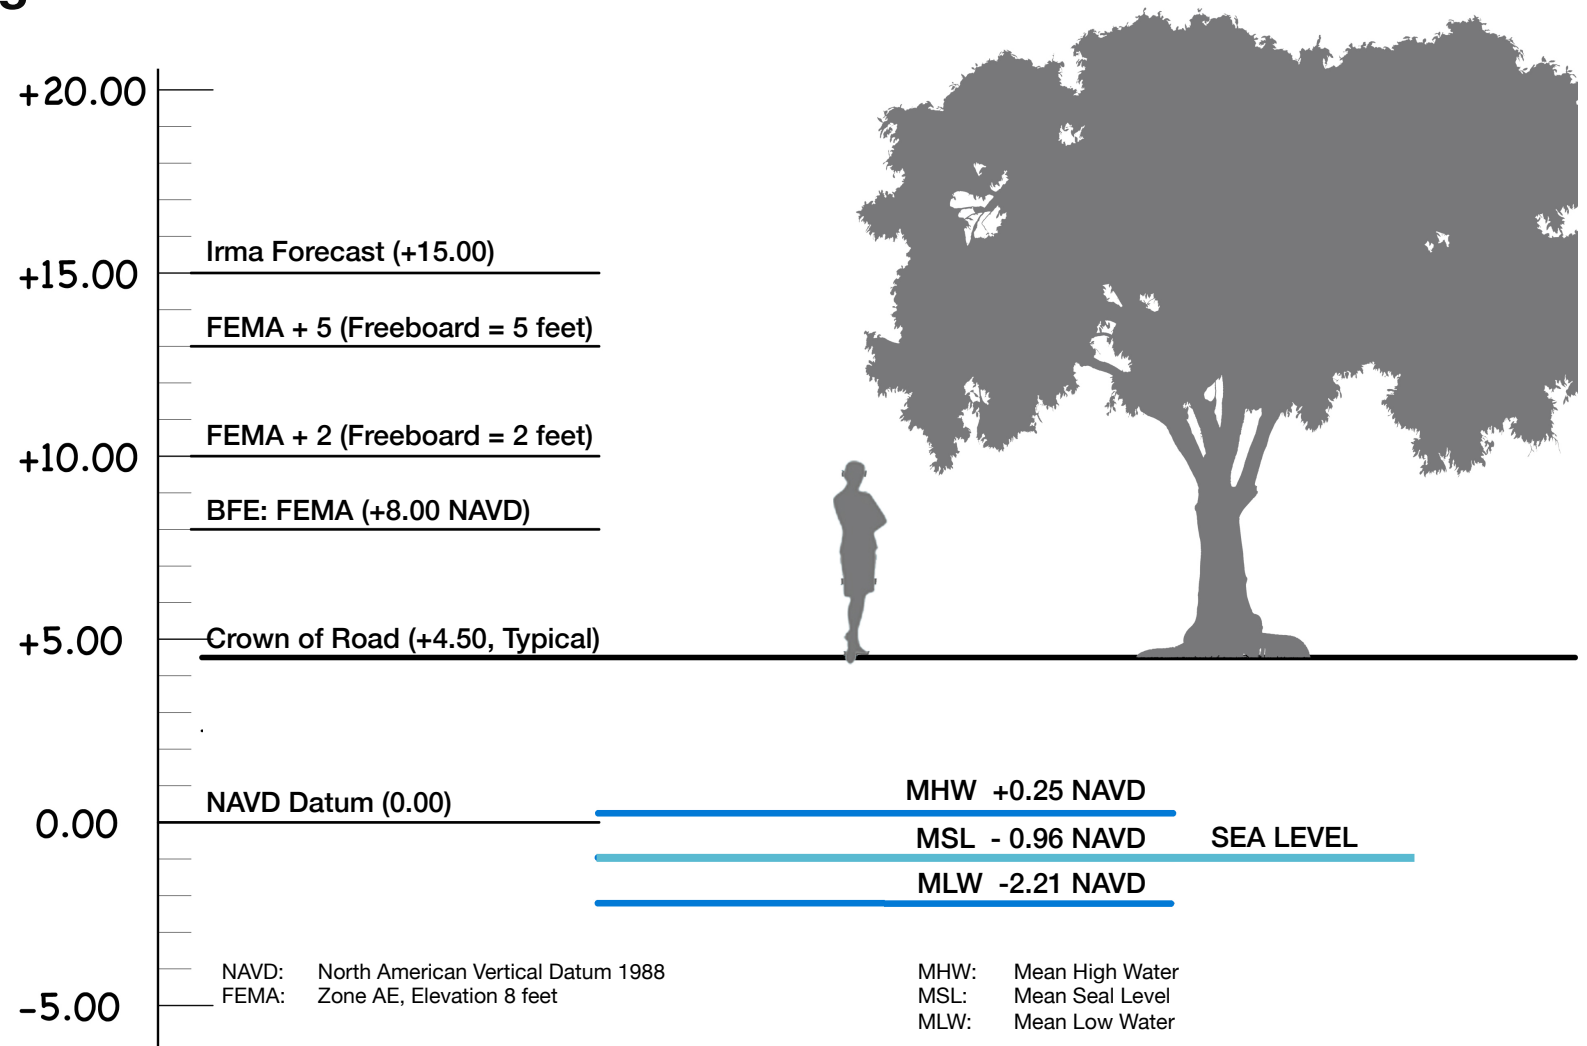 +20.00
Irma Forecast (+15.00)
+15.00
FEMA + 5 (Freeboard = 5 feet)
FEMA + 2 (Freeboard = 2 feet)
+10.00
BFE: FEMA (+8.00 NAVD)
+5.00
Crown of Road (+4.50, Typical)
MHW +0.25 NAVD
NAVD Datum (0.00)
0.00
MSL - 0.96 NAVD
SEA LEVEL
MLW -2.21 NAVD
NAVD: North American Vertical Datum 1988
FEMA: Zone AE, Elevation 8 feet
MHW: Mean High Water
MSL: Mean Seal Level
MLW: Mean Low Water
-5.00